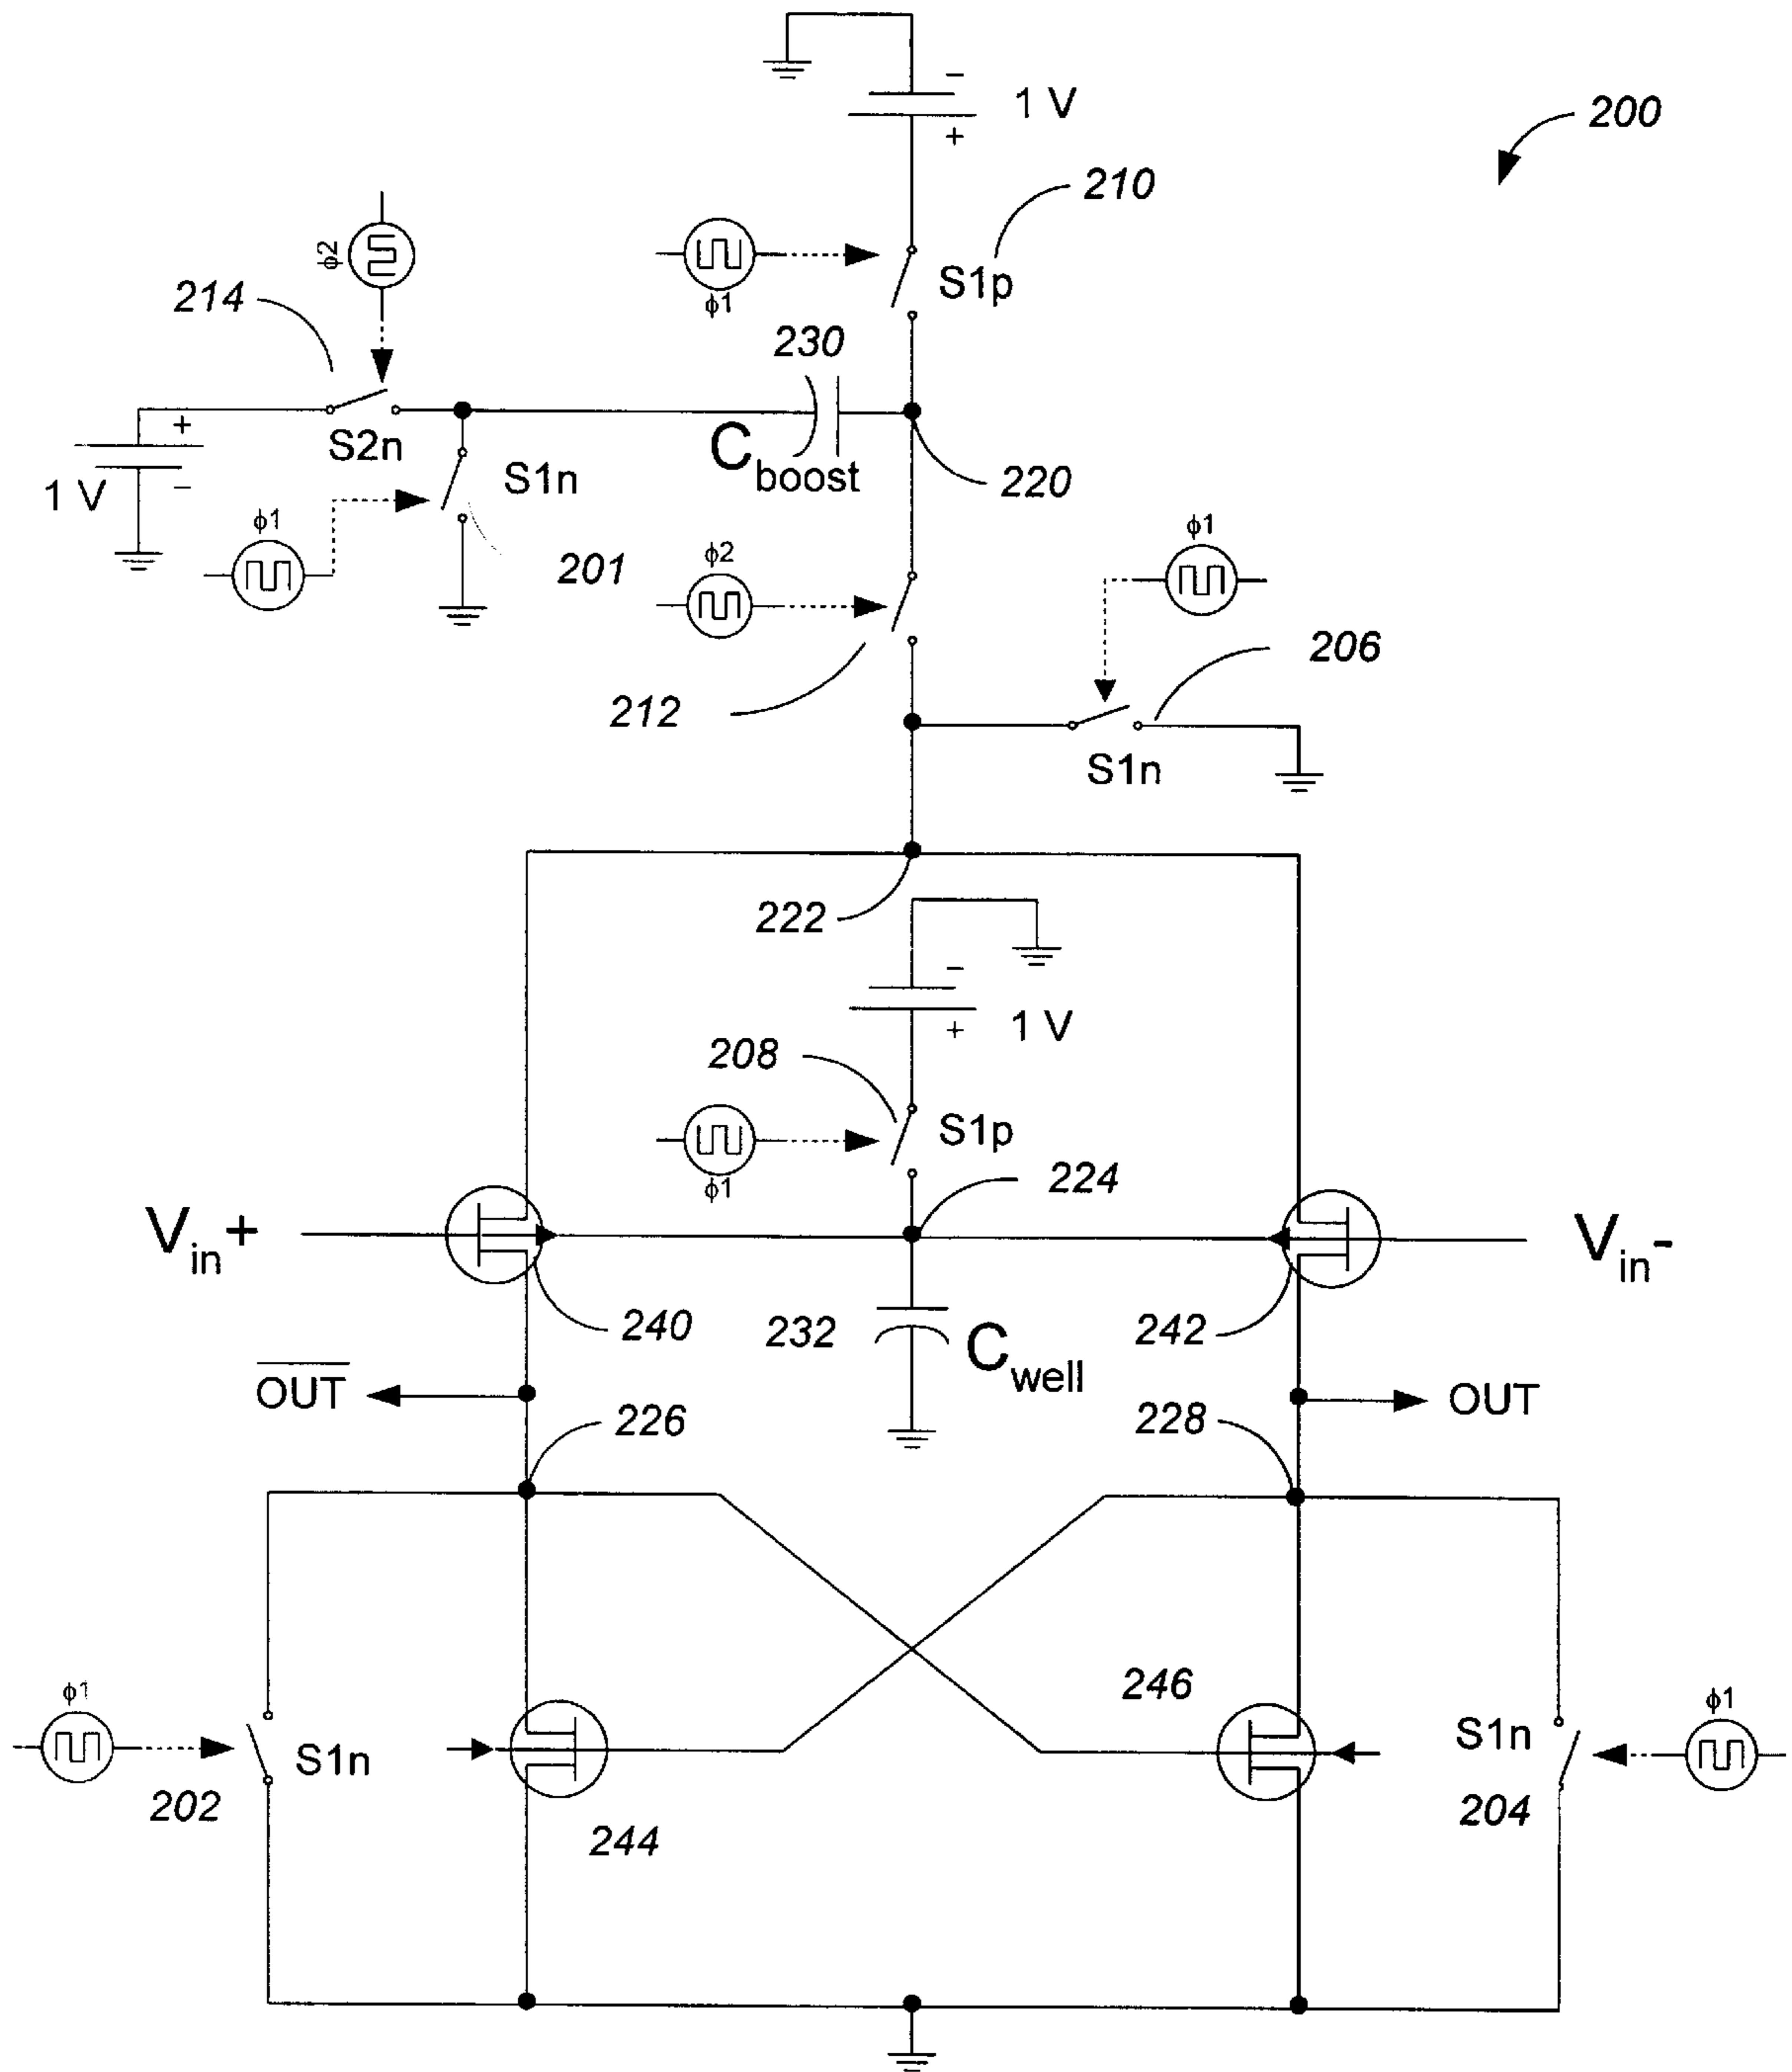 −
1 V
+
200
210
S1p
ϕ1
ϕ2
214
S2n
+
−
1 V
230
C boost
220
S1n
ϕ1
201
ϕ2
212
ϕ1
206
S1n
222
−
1 V
+
208
S1p
ϕ1
224
Vin+
Vin-
240
232
Cwell
242
OUT
OUT
226
228
ϕ1
S1n
202
244
246
S1n
204
ϕ1